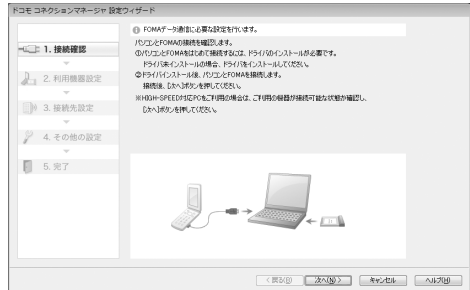 ドコモ コネクションマネージャ 設定ウィザード
FOMAデータ通信に必要な設定を行います。
1. 接続確認
2. 利用機器設定
3. 接続先設定
4. その他の設定
5. 完了
パソコンとFOMAの接続を確認します。
①パソコンとFOMAをはじめて接続するには、ドライバのインストールが必要です。
ドライバ未インストールの場合、ドライバをインストールしてください。
②ドライバインストール後、パソコンとFOMAを接続します。
接続後、[次へ]ボタンを押してください。
※HIGH-SPEED対応PCをご利用の場合は、ご利用の機器が接続可能な状態か確認し、
[次へ]ボタンを押してください。
< 戻る(B)
次へ(N) >
キャンセル
ヘルプ(H)